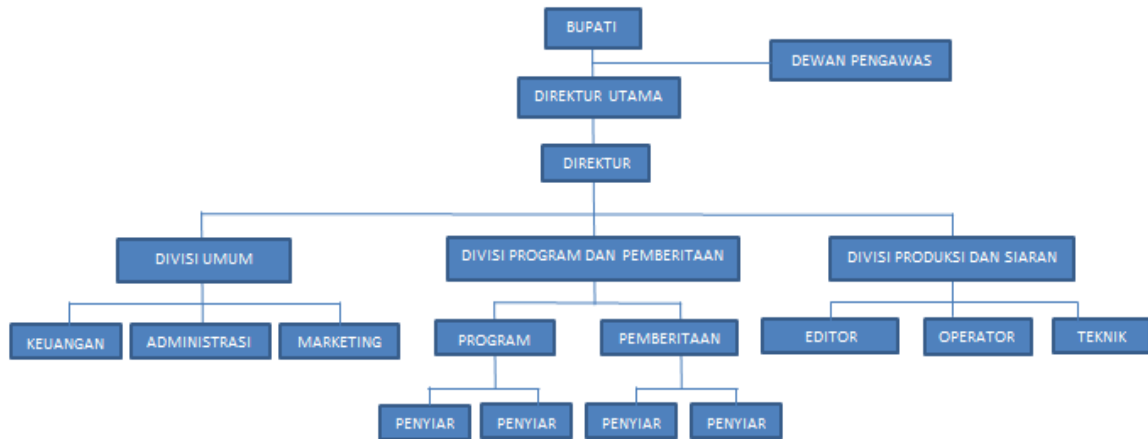 BUPATI
DEWAN PENGAWAS
DIREKTUR UTAMA
DIREKTUR
DIVISI UMUM
DIVISI PROGRAM DAN PEMBERITAAN
DIVISI PRODUKSI DAN SIARAN
KEUANGAN
ADMINISTRASI
MARKETING
PROGRAM
PEMBERITAAN
EDITOR
OPERATOR
TEKNIK
PENYIAR
PENYIAR
PENYIAR
PENYIAR